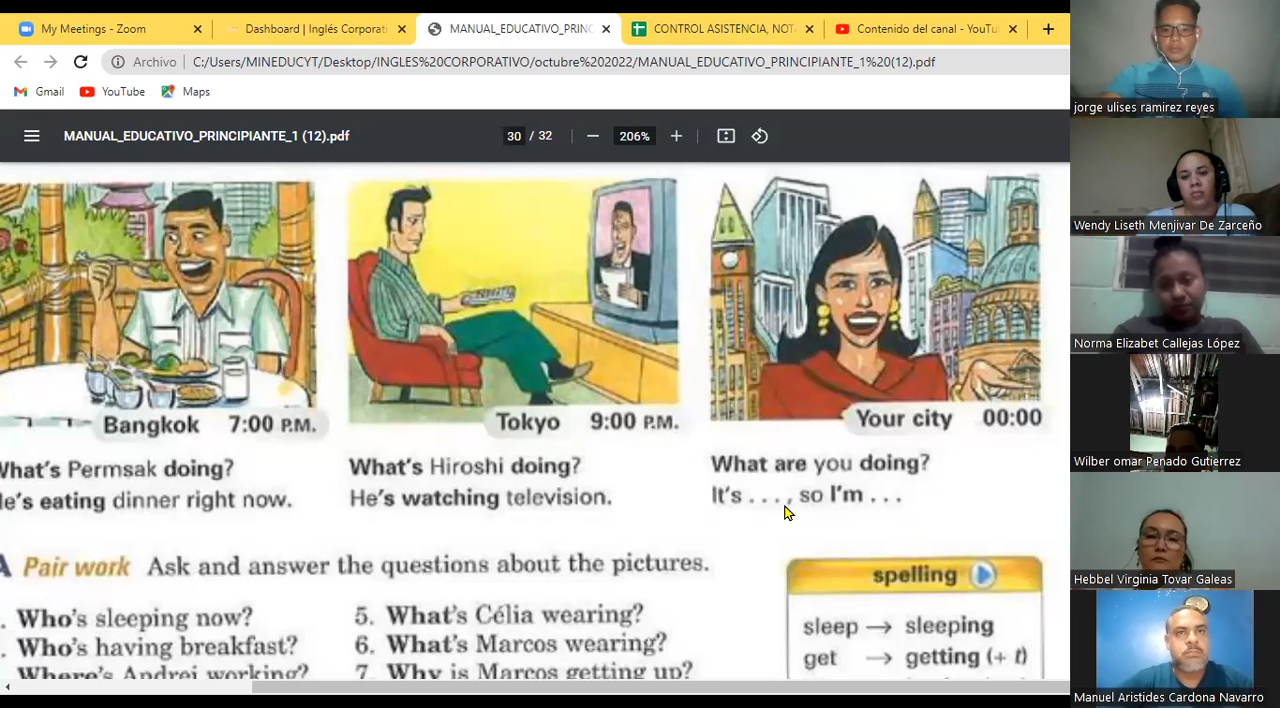 My Meetings - Zoom
Dashboard | Inglés Corporati
MANUAL_EDUCATIVO_PRINC
CONTROL ASISTENCIA, NOT
Contenido del canal - YouTu
Archivo
C:/Users/MINEDUCYT/Desktop/INGLES%20CORPORATIVO/octubre%202022/MANUAL_EDUCATIVO_PRINCIPIANTE_1%20(12).pdf
Gmail
YouTube
Maps
MANUAL_EDUCATIVO_PRINCIPIANTE_1 (12).pdf
30 / 32
206%
Bangkok 7:00 P.M.
Tokyo 9:00 P.M.
Your city 00:00
What's Permsak doing?
He's eating dinner right now.
What's Hiroshi doing?
He's watching television.
What are you doing?
It's . . . , so I'm . . .
A Pair work Ask and answer the questions about the pictures.
. Who's sleeping now?
. Who's having breakfast?
Where's Andrei working?
5. What's Célia wearing?
6. What's Marcos wearing?
7. Why is Marcos getting up?
spelling
sleep → sleeping
get → getting (+ t)
jorge ulises ramirez reyes
Wendy Liseth Menjivar De Zarceño
Norma Elizabet Callejas López
Wilber omar Penado Gutierrez
Hebbel Virginia Tovar Galeas
Manuel Aristides Cardona Navarro